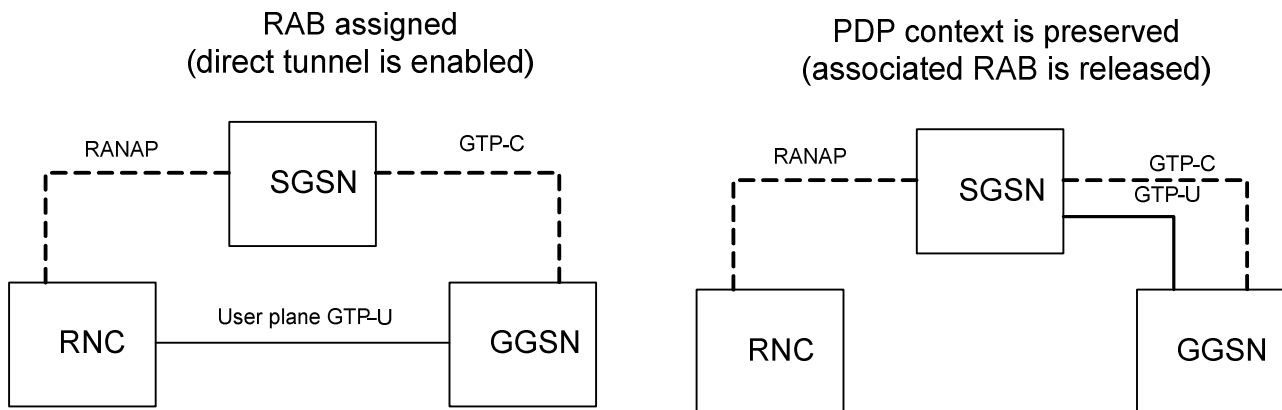 RAB assigned
(direct tunnel is enabled)
RANAP
GTP-C
SGSN
RNC
User plane GTP-U
GGSN
PDP context is preserved
(associated RAB is released)
RANAP
GTP-C
SGSN
GTP-U
RNC
GGSN